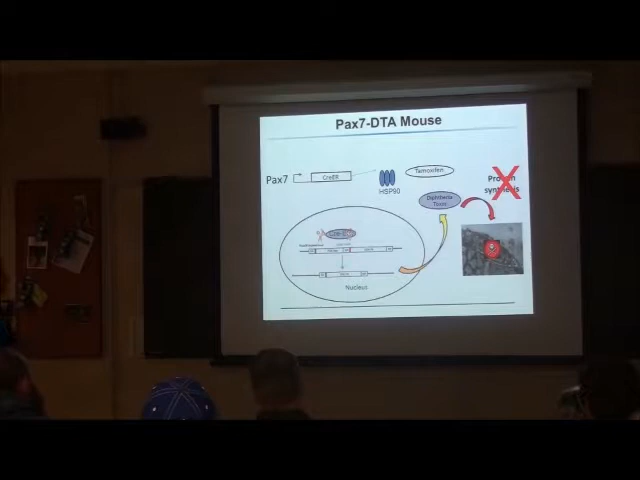 Pax7-DTA Mouse
Pax7
CreER
HSP90
Tamoxifen
Protein
synthesis
Diphtheria
Toxin
Nucleus